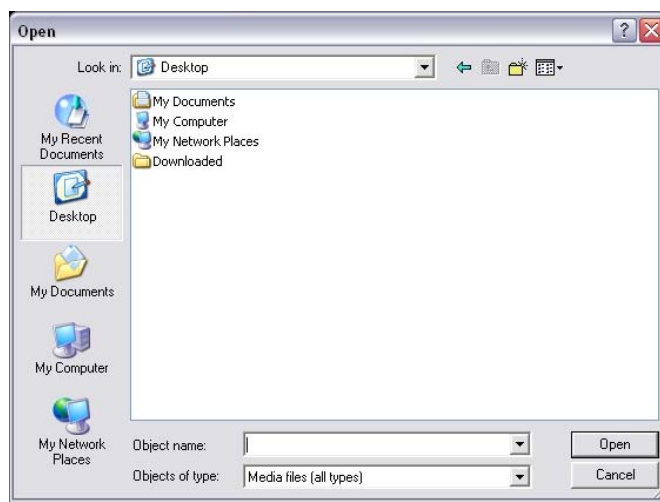 Open
Look in: Desktop
My Documents
My Computer
My Network Places
Downloaded
My Recent
Documents
Desktop
My Documents
My Computer
My Network
Places
Object name: Open
Objects of type: Media files (all types) Cancel